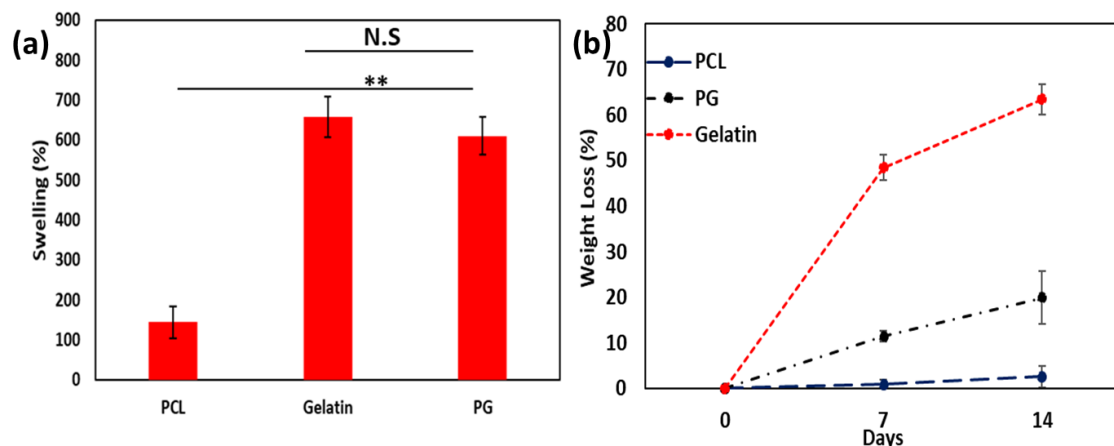 (a)
Swelling (%)
900
800
700
600
500
400
300
200
100
0
N.S
**
PCL
Gelatin
PG
(b)
Weight Loss (%)
80
70
60
50
40
30
20
10
0
PCL
PG
Gelatin
0
7
14
Days